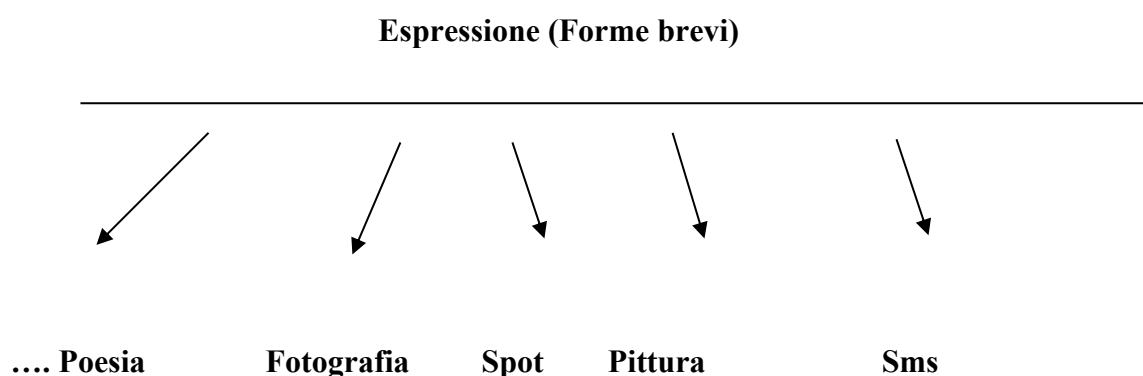 Espressione (Forme brevi)
…. Poesia Fotografia Spot Pittura Sms